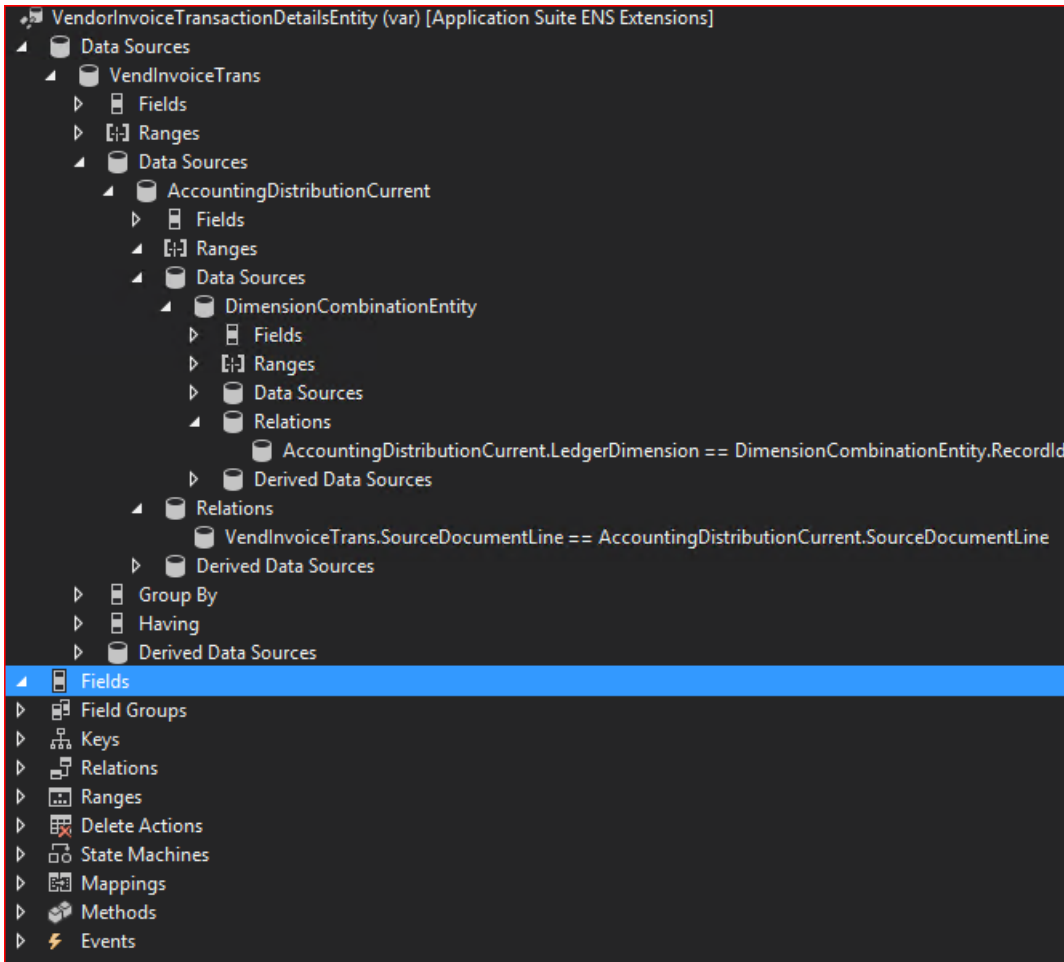 VendorInvoiceTransactionDetailsEntity (var) [Application Suite ENS Extensions]
Data Sources
VendInvoiceTrans
Fields
Ranges
Data Sources
AccountingDistributionCurrent
Fields
Ranges
Data Sources
DimensionCombinationEntity
Fields
Ranges
Data Sources
Relations
AccountingDistributionCurrent.LedgerDimension == DimensionCombinationEntity.RecordId
Derived Data Sources
Relations
VendInvoiceTrans.SourceDocumentLine == AccountingDistributionCurrent.SourceDocumentLine
Derived Data Sources
Group By
Having
Derived Data Sources
Fields
Field Groups
Keys
Relations
Ranges
Delete Actions
State Machines
Mappings
Methods
Events